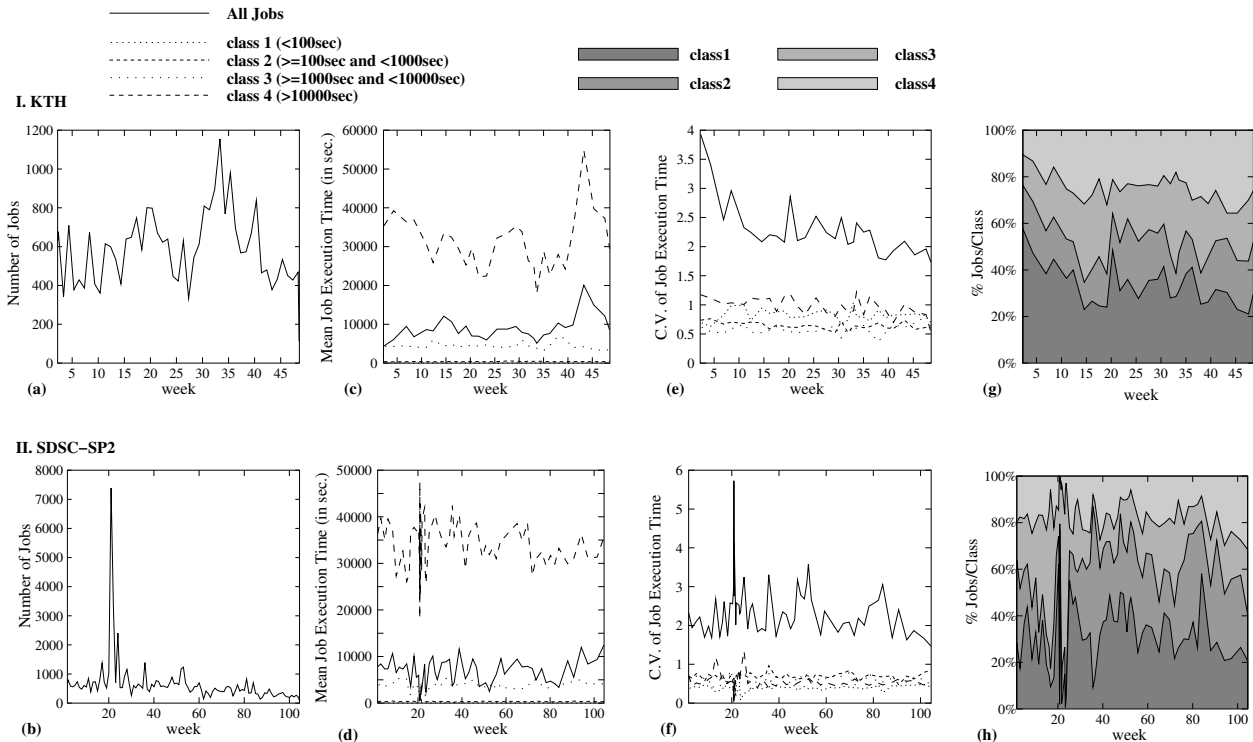 All Jobs
class 1 (<100sec)
class 2 (>=100sec and <1000sec)
class 3 (>=1000sec and <10000sec)
class 4 (>10000sec)
class1
class3
class2
class4
I. KTH
1200
1000
800
600
400
200
0
5 10 15 20 25 30 35 40 45
Number of Jobs
week
(a)
60000
50000
40000
30000
20000
10000
0
5 10 15 20 25 30 35 40 45
Mean Job Execution Time (in sec.)
week
(c)
4
3.5
3
2.5
2
1.5
1
0.5
0
5 10 15 20 25 30 35 40 45
C.V. of Job Execution Time
week
(e)
100%
80%
60%
40%
20%
0%
5 10 15 20 25 30 35 40 45
% Jobs/Class
week
(g)
II. SDSC−SP2
8000
7000
6000
5000
4000
3000
2000
1000
0
20 40 60 80 100
Number of Jobs
week
(b)
50000
40000
30000
20000
10000
0
20 40 60 80 100
Mean Job Execution Time (in sec.)
week
(d)
6
5
4
3
2
1
0
20 40 60 80 100
C.V. of Job Execution Time
week
(f)
100%
80%
60%
40%
20%
0%
20 40 60 80 100
% Jobs/Class
week
(h)